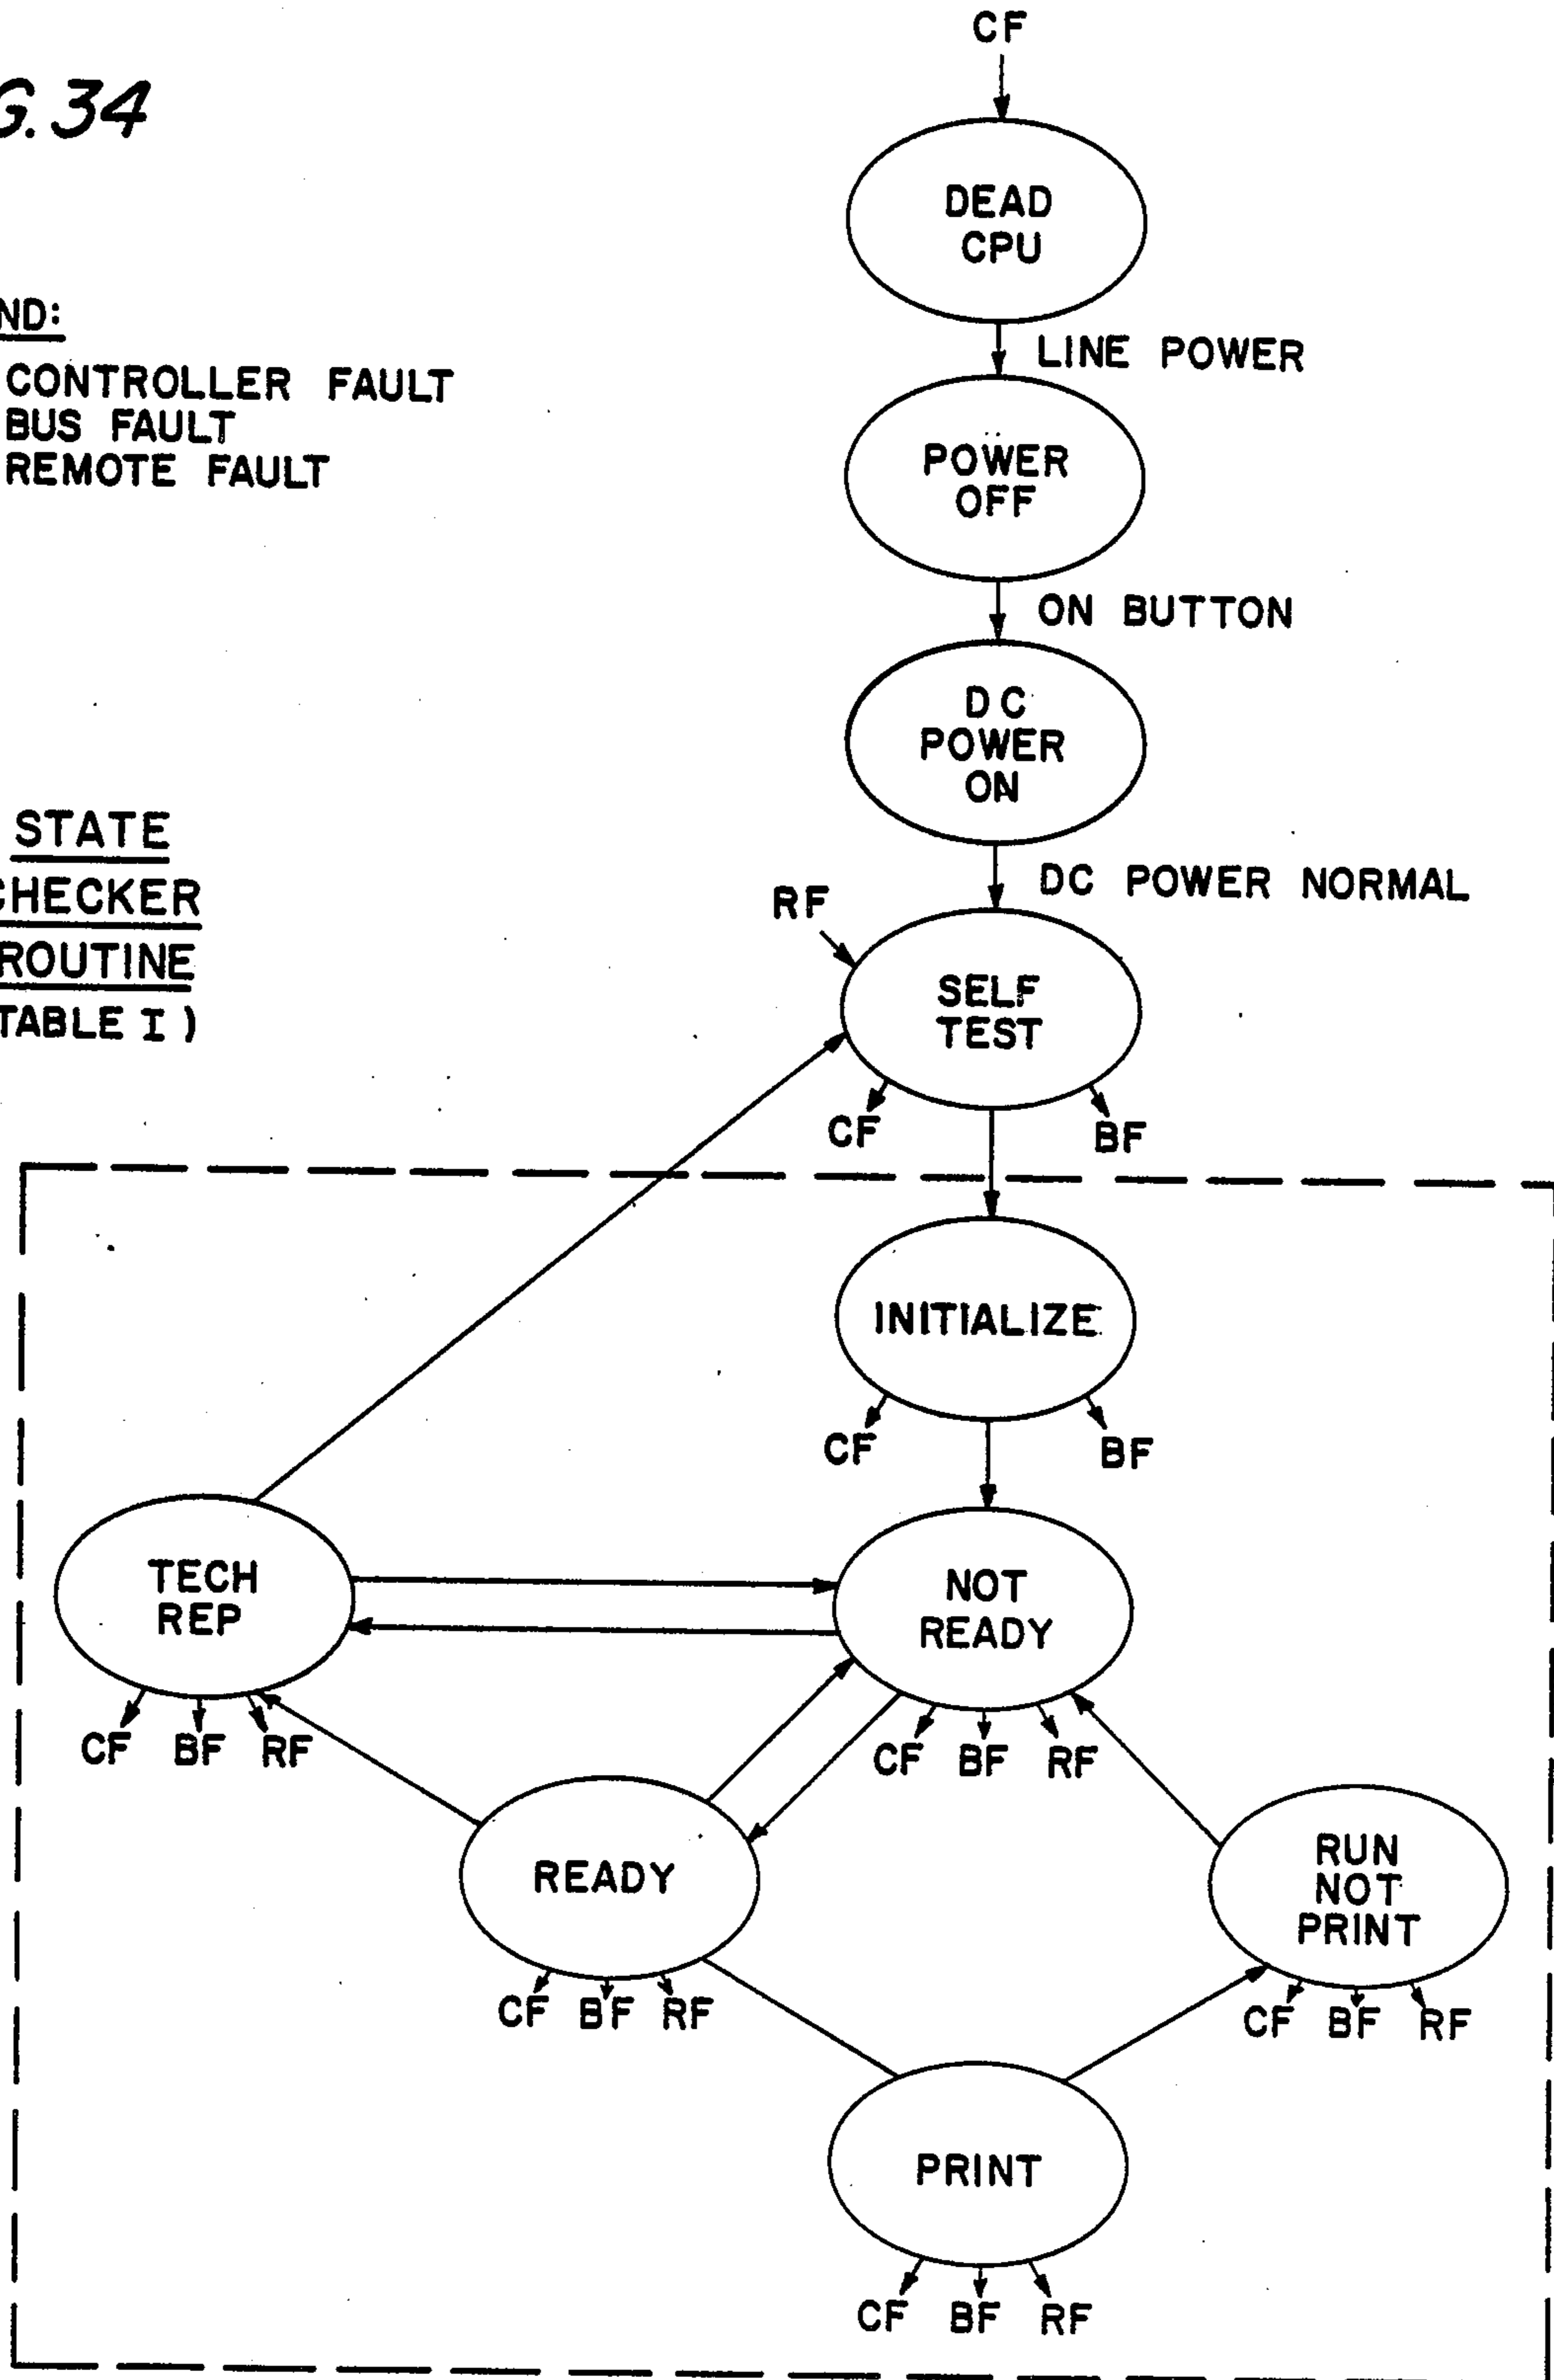 CF
G. 34
DEAD
CPU
ND:
LINE POWER
CONTROLLER FAULT
BUS FAULT
REMOTE FAULT
POWER
OFF
ON BUTTON
DC
POWER
ON
STATE
CHECKER
ROUTINE
TABLE I )
DC POWER NORMAL
RF
SELF
TEST
CF
BF
INITIALIZE
CF
BF
TECH
REP
NOT
READY
CF BF RF
CF BF RF
READY
RUN
NOT
PRINT
CF BF RF
CF BF RF
PRINT
CF BF RF